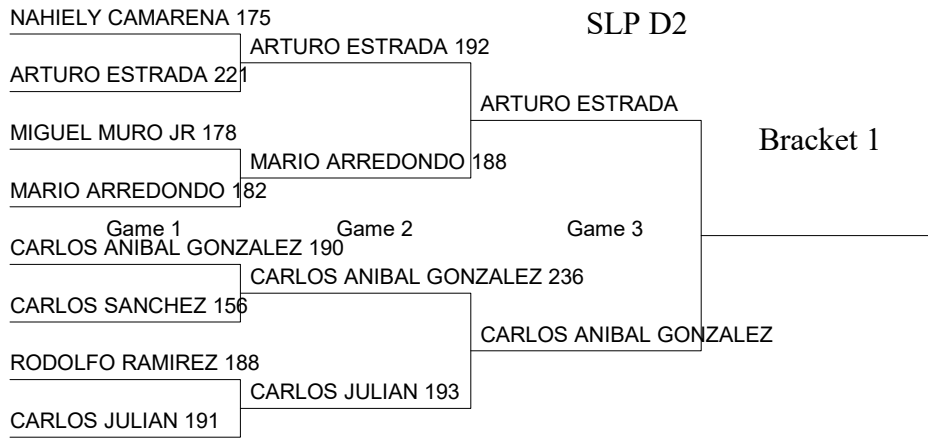 NAHIELY CAMARENA 175
SLP D2
ARTURO ESTRADA 192
ARTURO ESTRADA 221
ARTURO ESTRADA
MIGUEL MURO JR 178
Bracket 1
MARIO ARREDONDO 188
MARIO ARREDONDO 182
Game 1
Game 2
Game 3
CARLOS ANIBAL GONZALEZ 190
CARLOS ANIBAL GONZALEZ 236
CARLOS SANCHEZ 156
CARLOS ANIBAL GONZALEZ
RODOLFO RAMIREZ 188
CARLOS JULIAN 193
CARLOS JULIAN 191